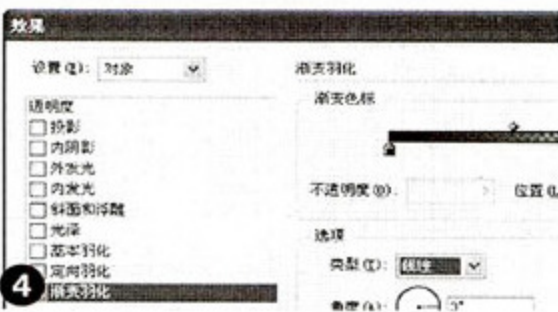 效果
设置(E): 对象
渐变羽化
渐变色标
透明度
投影
内阴影
外发光
内发光
斜面和浮雕
光泽
基本羽化
定向羽化
4 渐变羽化
不透明度(O):
位置(L
选项
类型(T): 线性
角度(A):